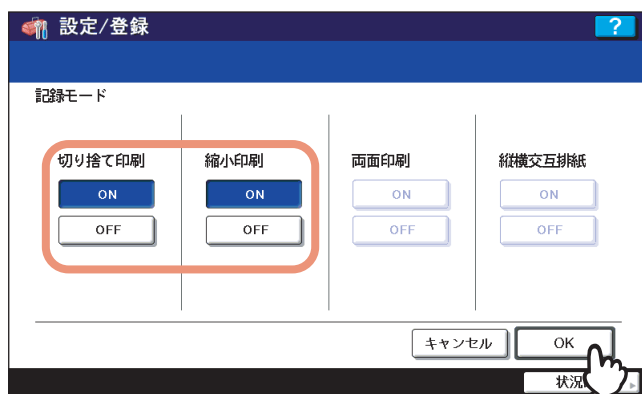 設定/登録
?
記録モード
切り捨て印刷 縮小印刷 両面印刷 縦横交互排紙
ON ON ON ON
OFF OFF OFF OFF
キャンセル OK
状況